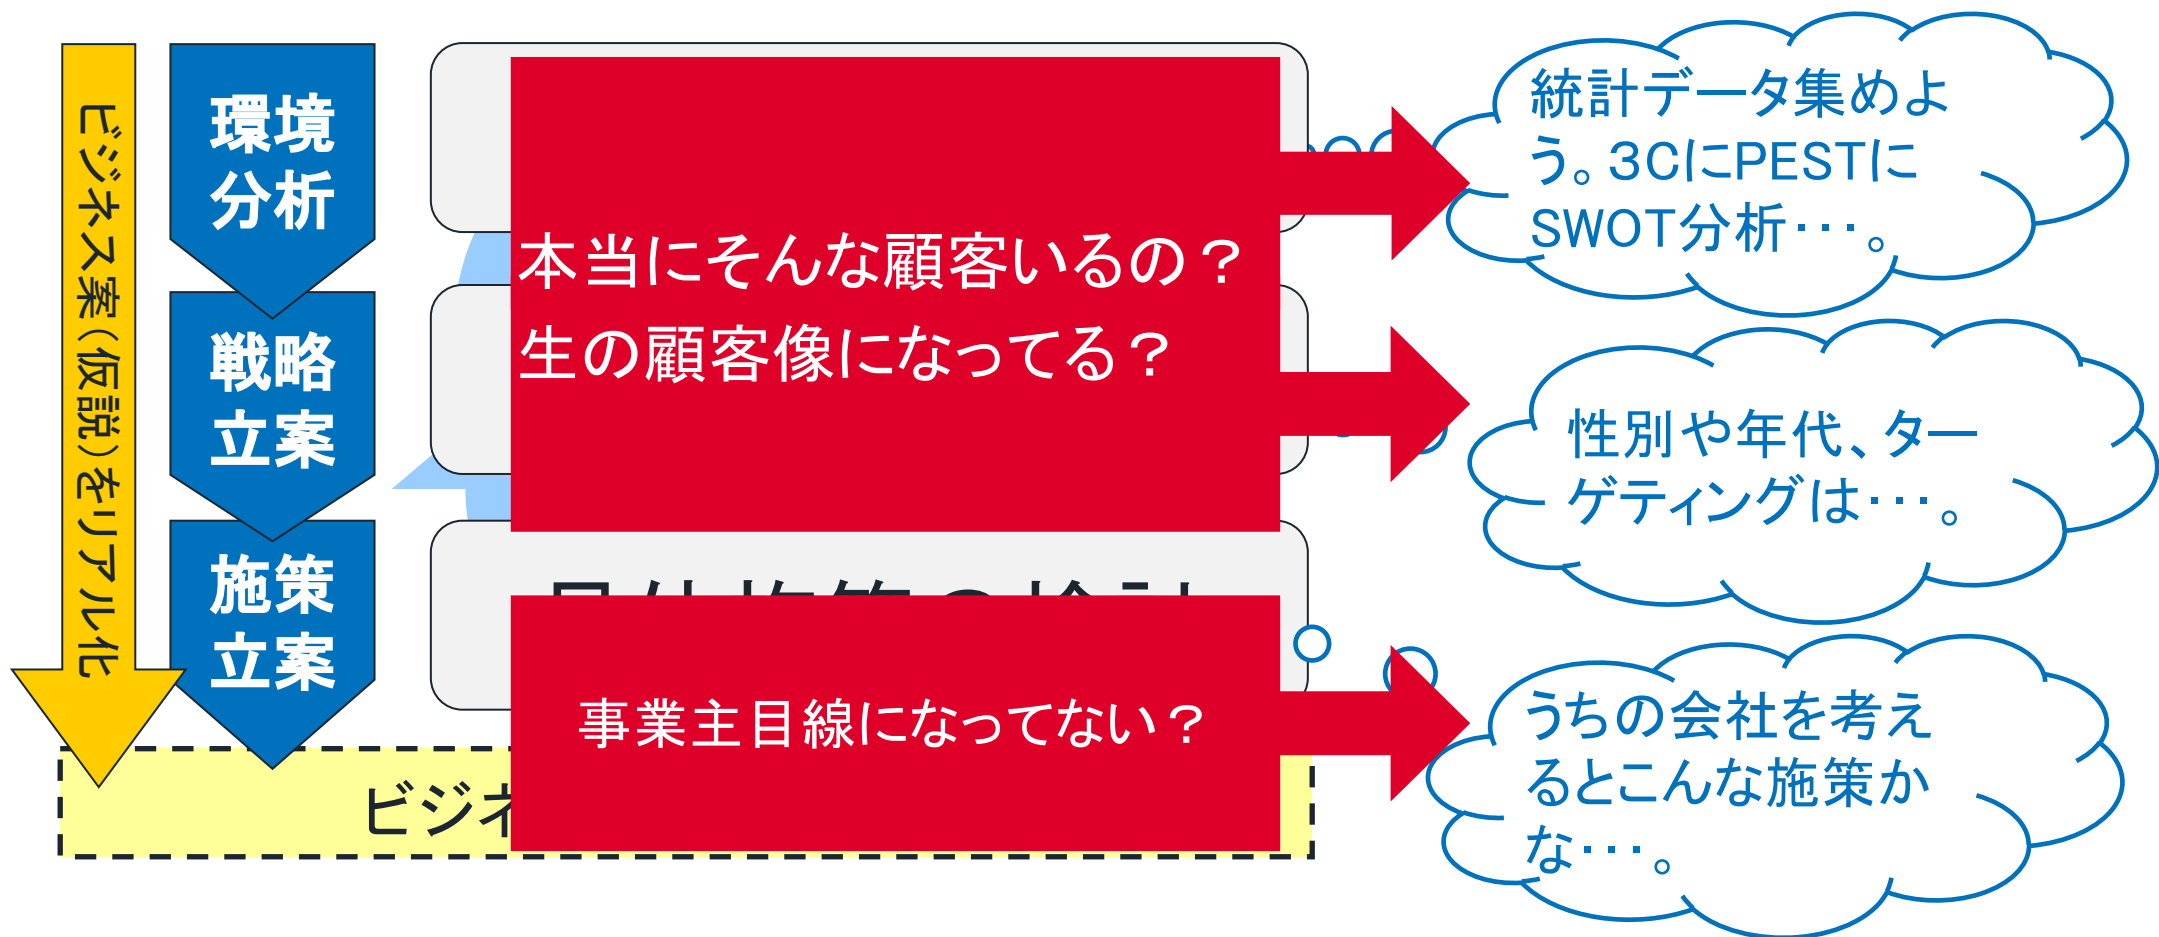 ビジネス案（仮説）をリアル化
環境
分析
戦略
立案
施策
立案
本当にそんな顧客いるの？
生の顧客像になってる？
事業主目線になってない？
ビジネ
統計データ集めよ
う。３CにPESTに
SWOT分析・・・。
性別や年代、ター
ゲティングは・・・。
うちの会社を考え
るとこんな施策か
な・・・。